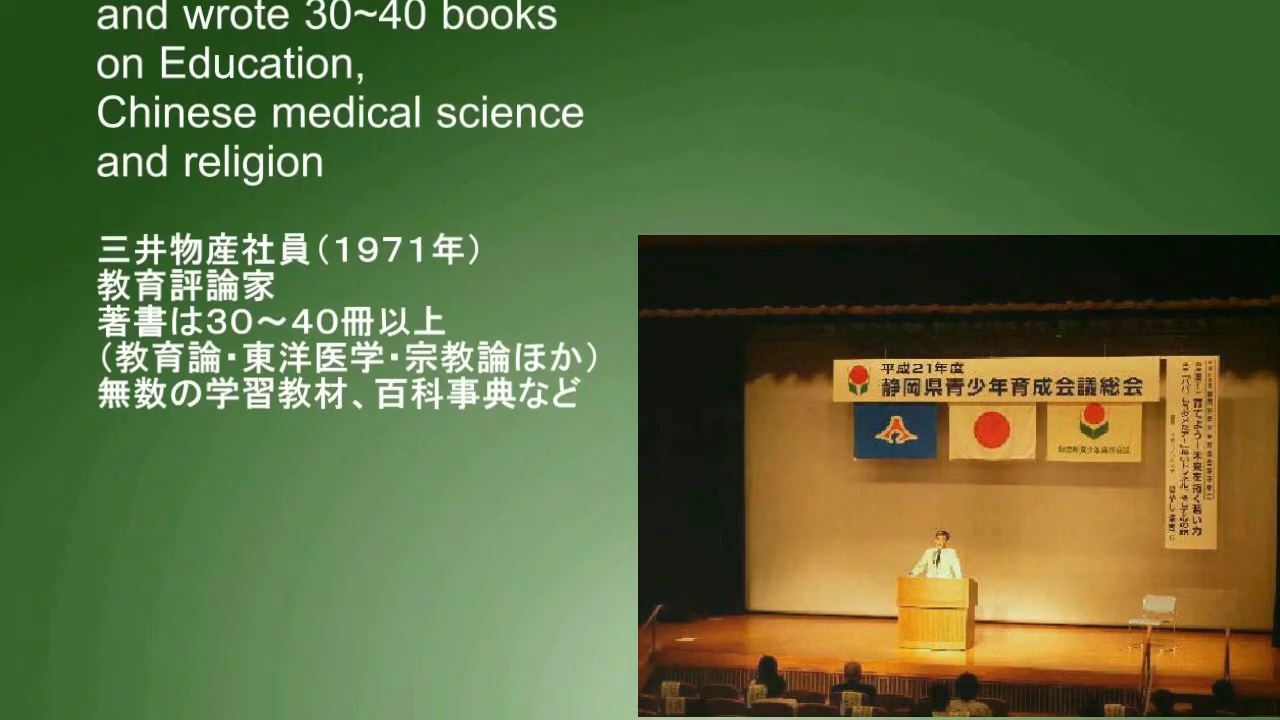 and wrote 30~40 books
on Education,
Chinese medical science
and religion
三井物産社員（１９７１年）
教育評論家
著書は３０～４０冊以上
（教育論・東洋医学・宗教論ほか）
無数の学習教材、百科事典など
平成21年度
静岡県青少年育成会議総会